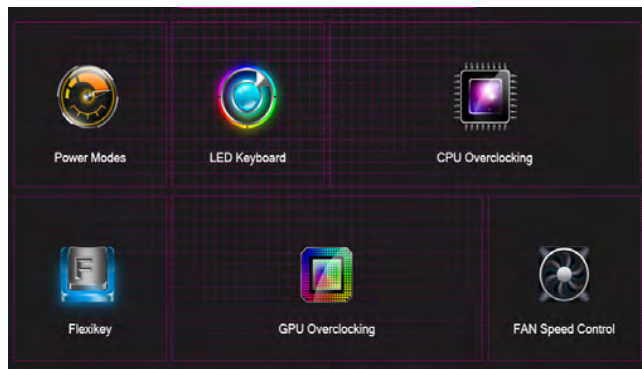 Power Modes
LED Keyboard
CPU Overclocking
F
Flexikey
GPU Overclocking
FAN Speed Control